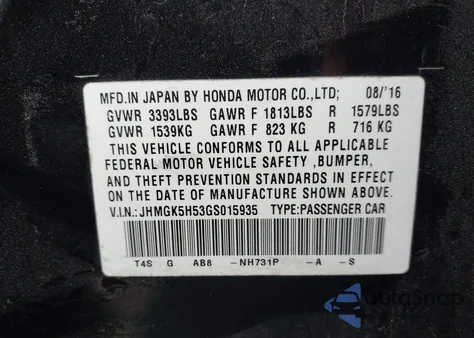 MFD.IN JAPAN BY HONDA MOTOR CO.,LTD; 08/'16
GVWR 3393LBS GAWR F 1813LBS R 1579LBS
GVWR 1539KG GAWR F 823 KG R 716 KG
THIS VEHICLE CONFORMS TO ALL APPLICABLE
FEDERAL MOTOR VEHICLE SAFETY ,BUMPER,
AND THEFT PREVENTION STANDARDS IN EFFECT
ON THE DATE OF MANUFACTURE SHOWN ABOVE.
V.I.N.:JHMGK5H53GS015935 TYPE:PASSENGER CAR
T4S G AB8 -NH731P -A -S
autoSnap